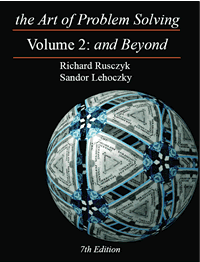 the Art of Problem Solving
Volume 2: and Beyond
Richard Rusczyk
Sandor Lehoczky
7th Edition